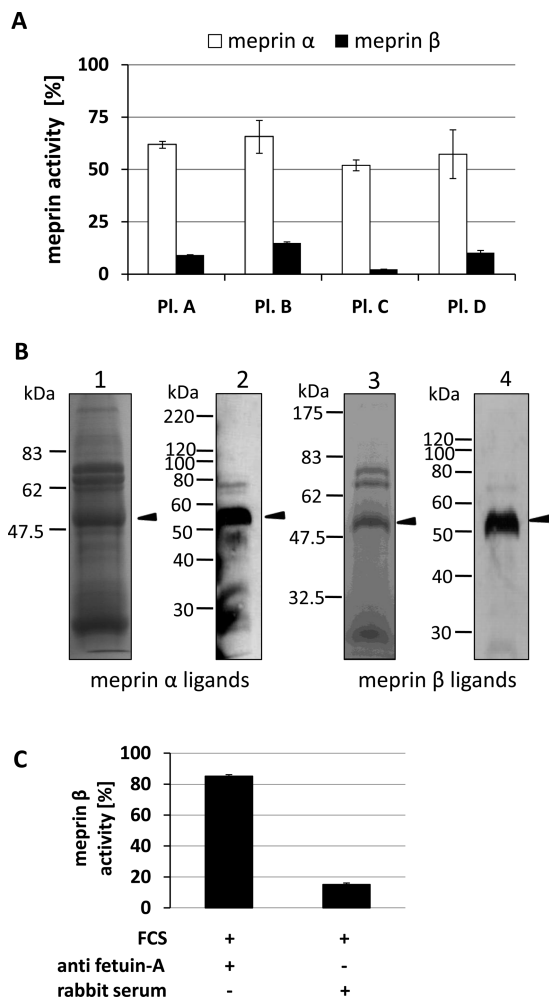 A
meprin α meprin β
meprin activity [%]
100
75
50
25
0
Pl. A Pl. B Pl. C Pl. D
B
1 2 3 4
kDa kDa kDa kDa
83
62
47.5
220
120
100
80
60
50
40
30
175
83
62
47.5
32.5
120
100
80
60
50
40
30
meprin α ligands meprin β ligands
C
meprin β
activity [%]
100
80
60
40
20
0
FCS + +
anti fetuin-A + -
rabbit serum - +